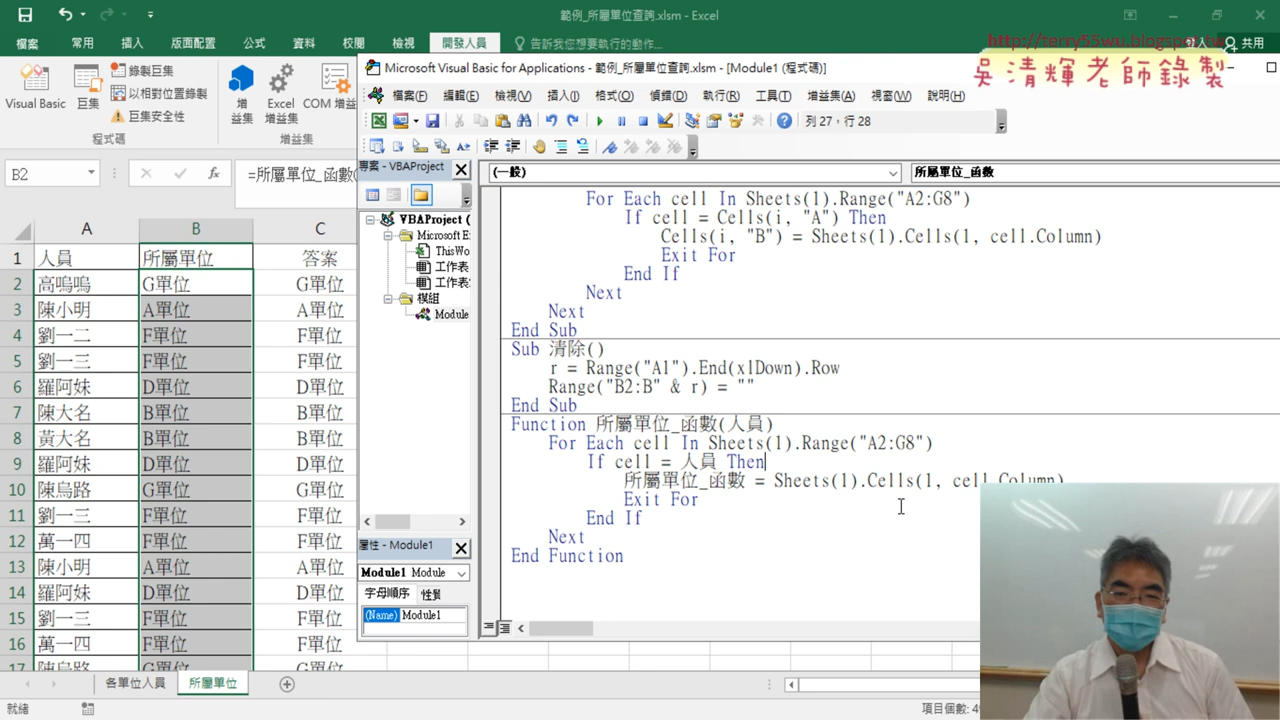 範例_所屬單位查詢.xlsm - Excel
檔案 常用 插入 版面配置 公式 資料 校閱 檢視 開發人員 告訴我您想要執行的動作... 登入 共用
http://terry55wu.blogspot.tw
吳清輝老師錄製
Visual Basic 巨集 錄製巨集 以相對位置錄製 巨集安全性 增益集 Excel 增益集 COM 增益
程式碼 增益集
B2 fx =所屬單位_函數(
A B C
1 人員 所屬單位 答案
2 高嗚嗚 G單位 G單位
3 陳小明 A單位 A單位
4 劉一二 F單位 F單位
5 劉一三 F單位 F單位
6 羅阿妹 D單位 D單位
7 陳大名 B單位 B單位
8 黃大名 B單位 B單位
9 羅阿妹 D單位 D單位
10 陳烏路 G單位 G單位
11 劉一三 F單位 F單位
12 萬一四 F單位 F單位
13 陳小明 A單位 A單位
14 羅阿妹 D單位 D單位
15 劉一三 F單位 F單位
16 萬一四 F單位 F單位
17 陳烏路 G單位 G單位
各單位人員 所屬單位
就緒
項目個數: 4
Microsoft Visual Basic for Applications - 範例_所屬單位查詢.xlsm - [Module1 (程式碼)]
檔案(F) 編輯(E) 檢視(V) 插入(I) 格式(O) 偵錯(D) 執行(R) 工具(T) 增益集(A) 視窗(W) 說明(H)
列 27，行 28
專案 - VBAProject
VBAProject (
Microsoft E
ThisWo
工作表
工作表
模組
Module
屬性 - Module1
Module1 Module
字母順序 性質
(Name) Module1
(一般) 所屬單位_函數
For Each cell In Sheets(1).Range("A2:G8")
If cell = Cells(i, "A") Then
Cells(i, "B") = Sheets(1).Cells(1, cell.Column)
Exit For
End If
Next
Next
End Sub
Sub 清除()
r = Range("A1").End(xlDown).Row
Range("B2:B" & r) = ""
End Sub
Function 所屬單位_函數(人員)
For Each cell In Sheets(1).Range("A2:G8")
If cell = 人員 Then
所屬單位_函數 = Sheets(1).Cells(1, cell.Column)
Exit For
End If
Next
End Function